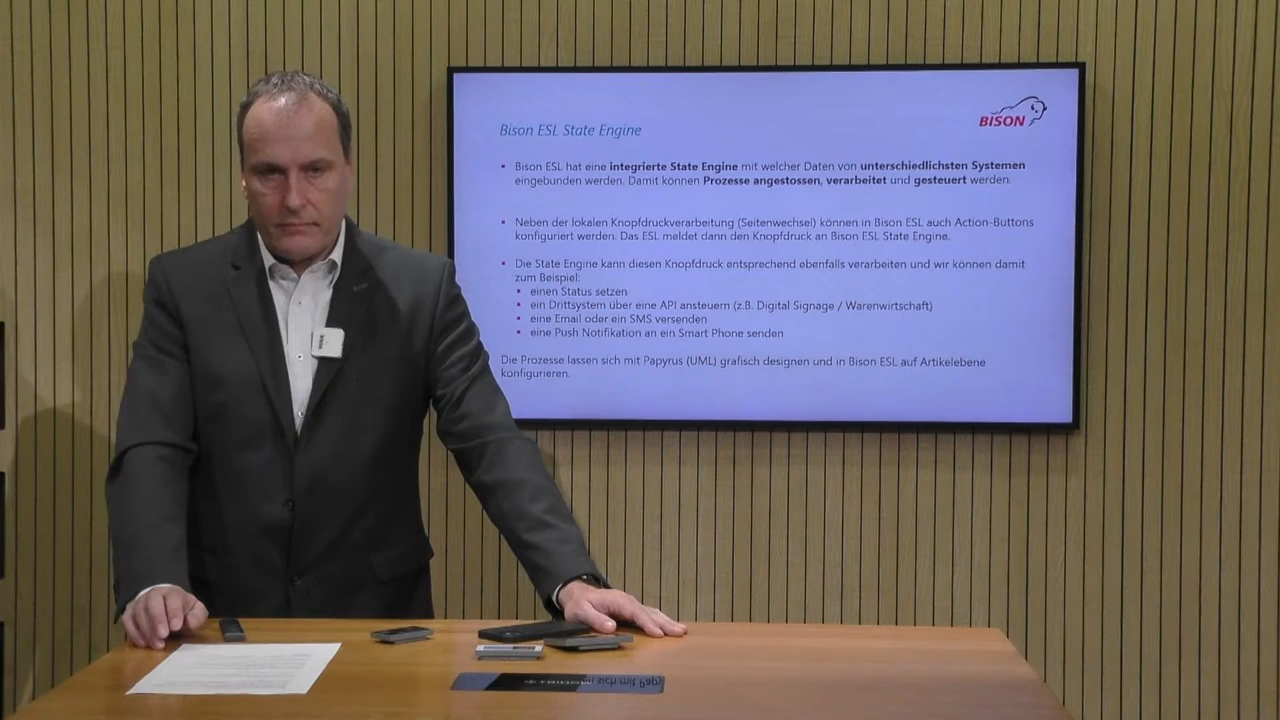 BISON
Bison ESL State Engine
Bison ESL hat eine integrierte State Engine mit welcher Daten von unterschiedlichsten Systemen
eingebunden werden. Damit können Prozesse angestossen, verarbeitet und gesteuert werden.
Neben der lokalen Knopfdruckverarbeitung (Seitenwechsel) können in Bison ESL auch Action-Buttons
konfiguriert werden. Das ESL meldet dann den Knopfdruck an Bison ESL State Engine.
Die State Engine kann diesen Knopfdruck entsprechend ebenfalls verarbeiten und wir können damit
zum Beispiel:
einen Status setzen
ein Drittsystem über eine API ansteuern (z.B. Digital Signage / Warenwirtschaft)
eine Email oder ein SMS versenden
eine Push Notifikation an ein Smart Phone senden
Die Prozesse lassen sich mit Papyrus (UML) grafisch designen und in Bison ESL auf Artikelebene
konfigurieren.